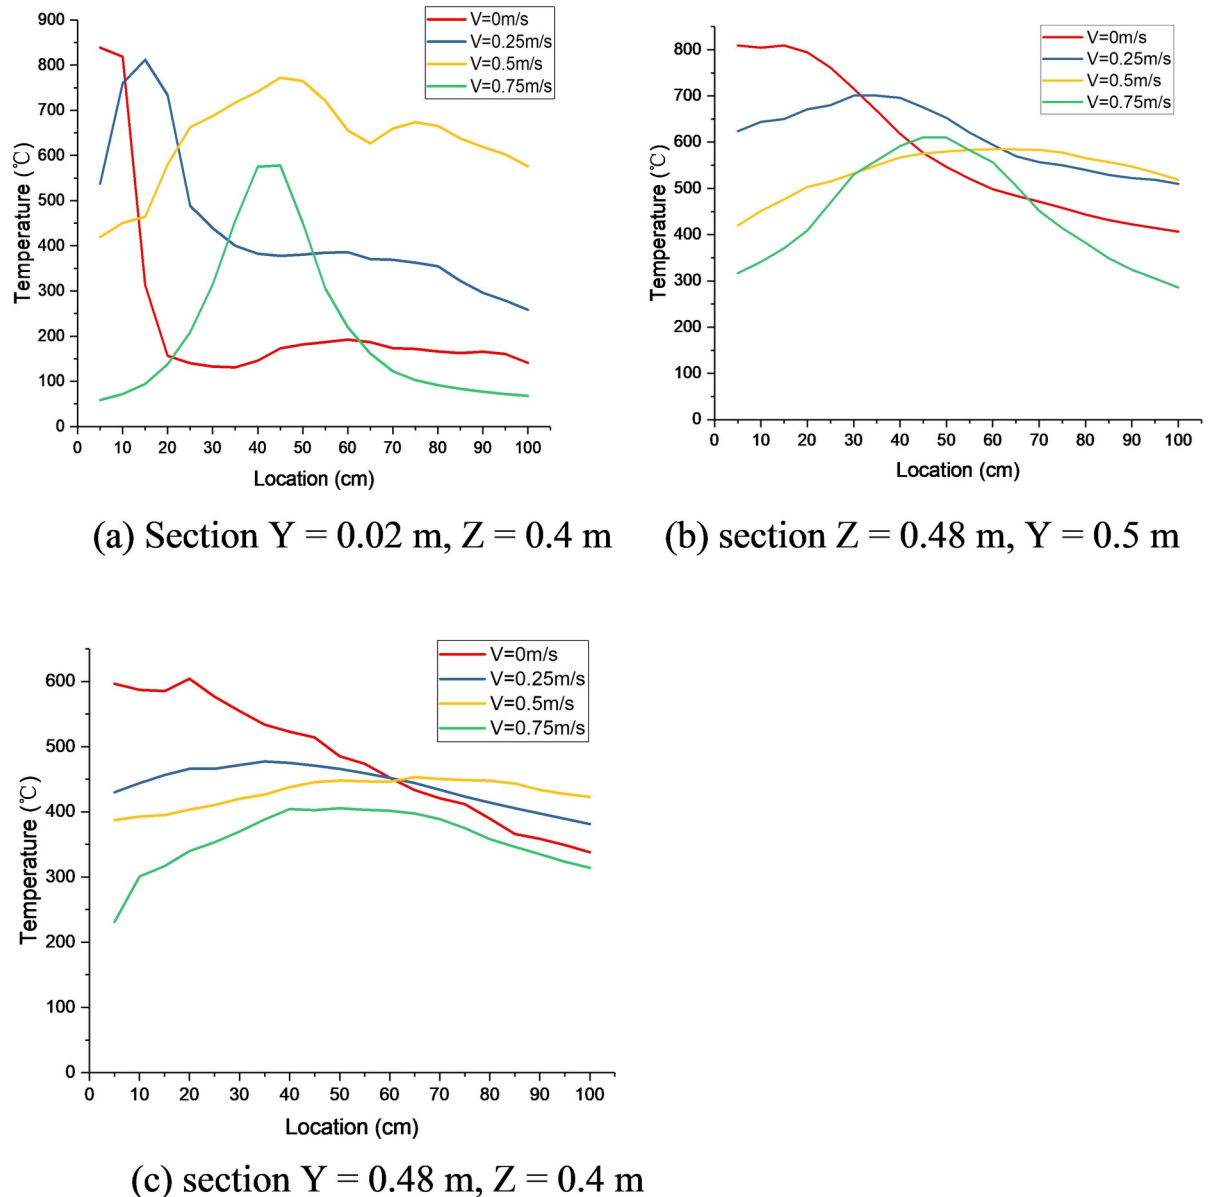 900
800
700
600
500
400
300
200
100
0
Temperature (℃)
0 10 20 30 40 50 60 70 80 90 100
Location (cm)
V=0m/s
V=0.25m/s
V=0.5m/s
V=0.75m/s
(a) Section Y = 0.02 m, Z = 0.4 m
800
700
600
500
400
300
200
100
0
Temperature (℃)
0 10 20 30 40 50 60 70 80 90 100
Location (cm)
V=0m/s
V=0.25m/s
V=0.5m/s
V=0.75m/s
(b) section Z = 0.48 m, Y = 0.5 m
600
500
400
300
200
100
0
Temperature (℃)
0 10 20 30 40 50 60 70 80 90 100
Location (cm)
V=0m/s
V=0.25m/s
V=0.5m/s
V=0.75m/s
(c) section Y = 0.48 m, Z = 0.4 m